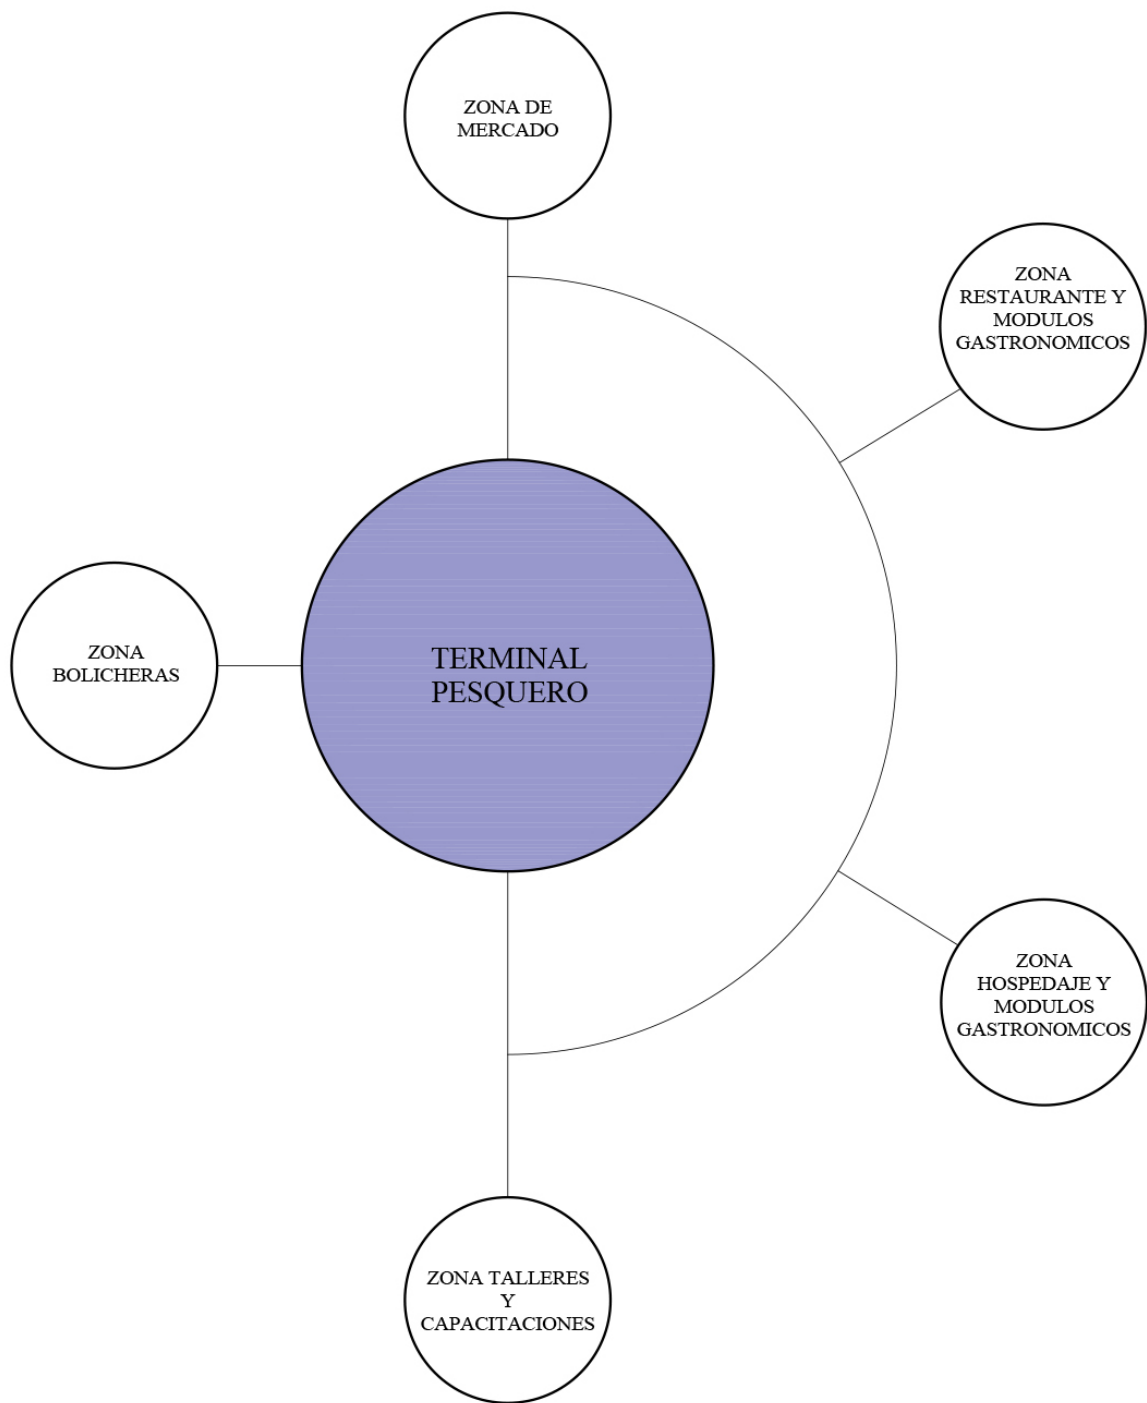 ZONA DE
MERCADO
ZONA
RESTAURANTE Y
MODULOS
GASTRONOMICOS
ZONA
BOLICHERAS
TERMINAL
PESQUERO
ZONA
HOSPEDAJE Y
MODULOS
GASTRONOMICOS
ZONA TALLERES
Y
CAPACITACIONES